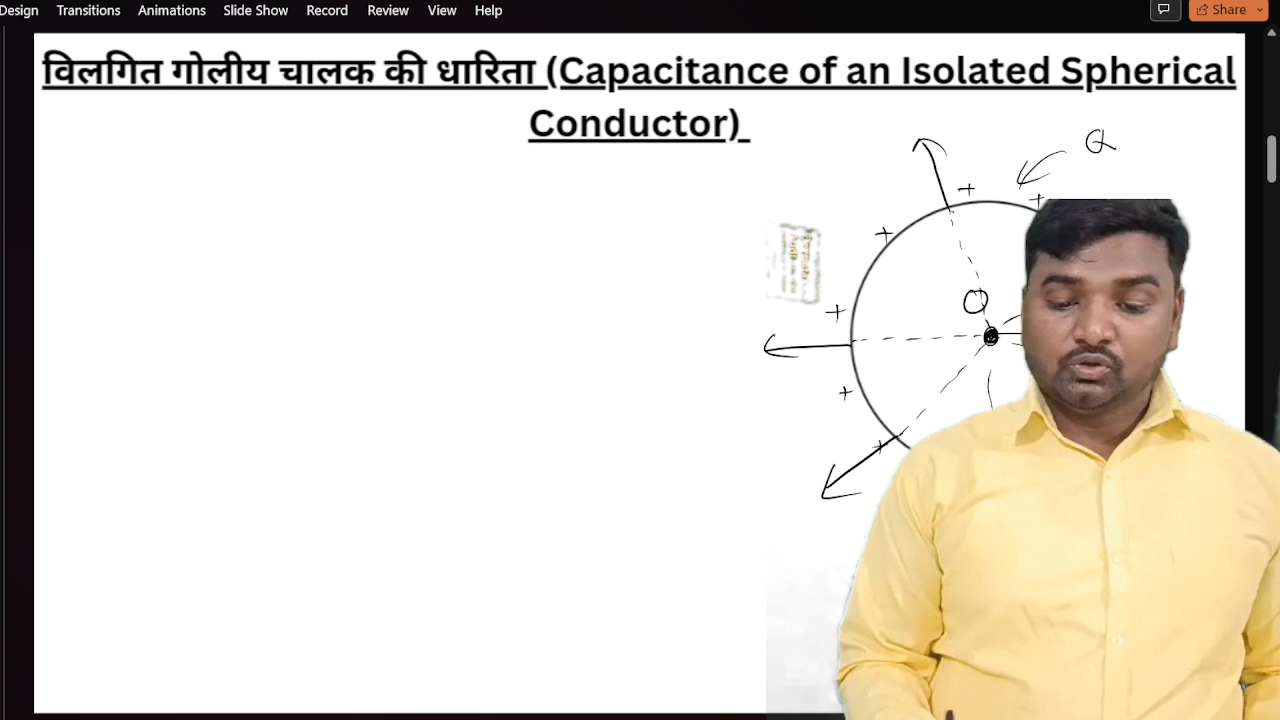 Design Transitions Animations Slide Show Record Review View Help Share
विलगित गोलीय चालक की धारिता (Capacitance of an Isolated Spherical
Conductor)
Q
+ +
+
O
+
+
+